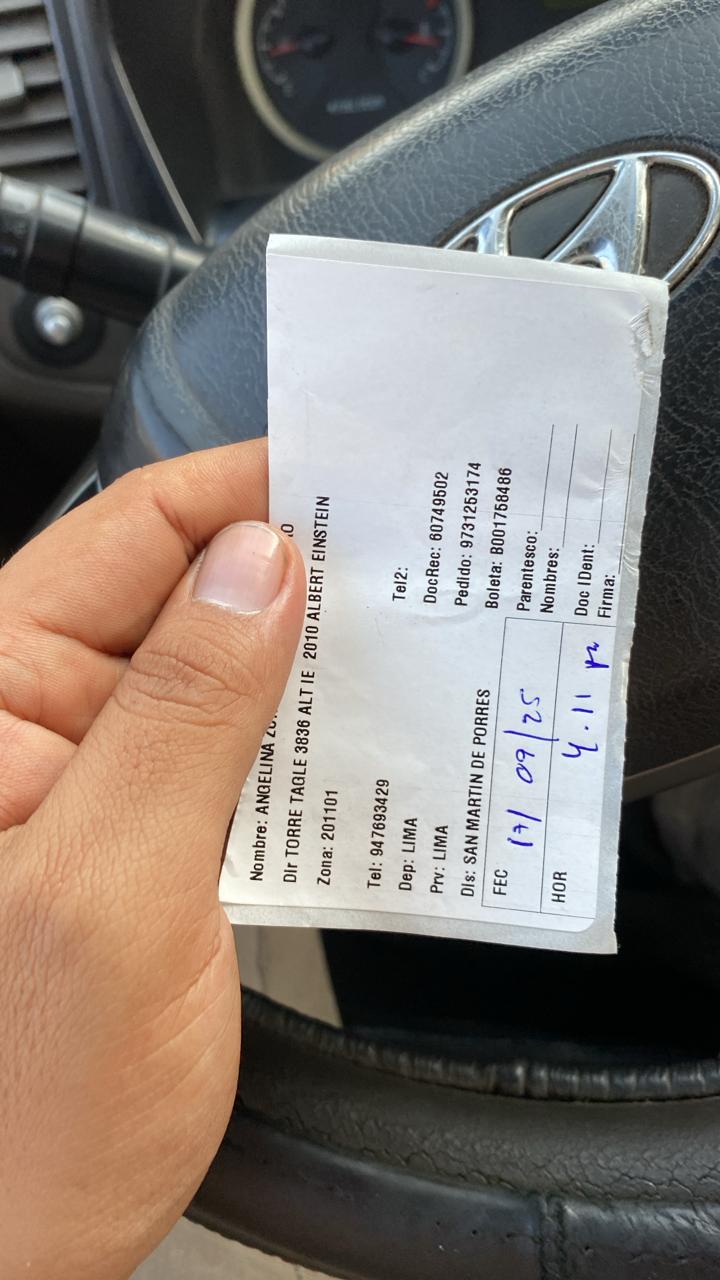 Nombre: ANGELINA
Dir TORRE TAGLE 3836 ALT IE 2010 ALBERT EINSTEIN
Zona: 201101
Tel: 947693429 Tel2:
Dep: LIMA DocRec: 60749502
Prv: LIMA Pedido: 9731253174
Dis: SAN MARTIN DE PORRES Boleta: B001758486
FEC 17/ 09/25 Parentesco:
Nombres:
HOR 4.11 Doc IDent:
Firma: